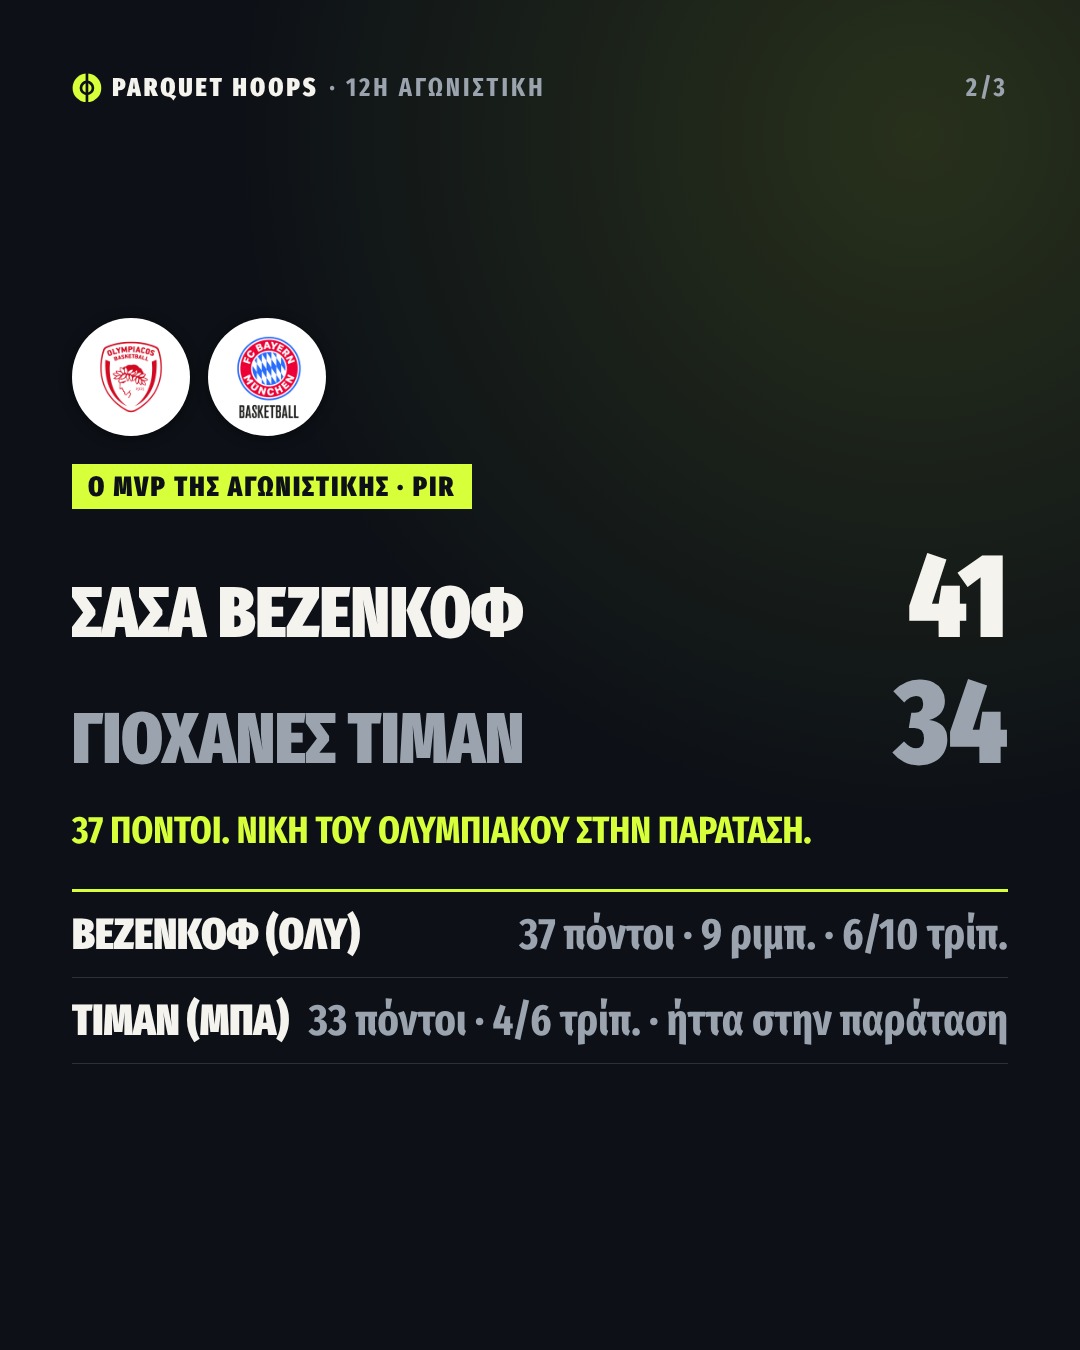 PARQUET HOOPS · 12Η ΑΓΩΝΙΣΤΙΚΗ 2/3
OLYMPIACOS
BASKETBALL
FC BAYERN
MÜNCHEN
BASKETBALL
Ο MVP ΤΗΣ ΑΓΩΝΙΣΤΙΚΗΣ · PIR
ΣΑΣΑ ΒΕΖΕΝΚΟΦ 41
ΓΙΟΧΑΝΕΣ ΤΙΜΑΝ 34
37 ΠΟΝΤΟΙ. ΝΙΚΗ ΤΟΥ ΟΛΥΜΠΙΑΚΟΥ ΣΤΗΝ ΠΑΡΑΤΑΣΗ.
ΒΕΖΕΝΚΟΦ (ΟΛΥ) 37 πόντοι · 9 ριμπ. · 6/10 τρίπ.
ΤΙΜΑΝ (ΜΠΑ) 33 πόντοι · 4/6 τρίπ. · ήττα στην παράταση